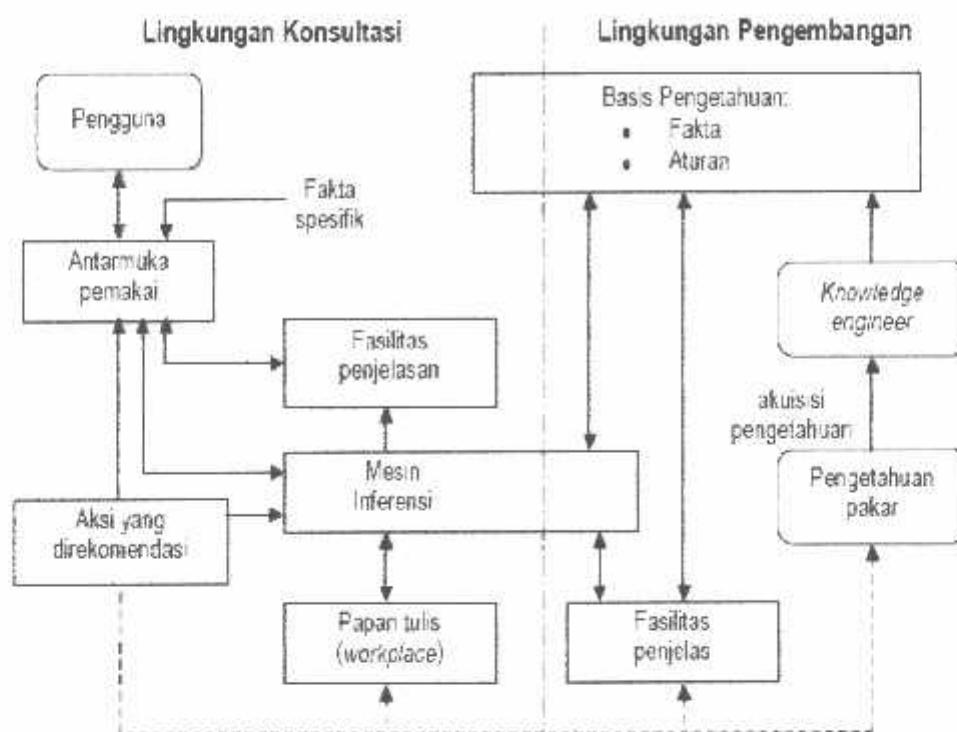 Lingkungan Konsultasi
Lingkungan Pengembangan
Pengguna
Fakta
spesifik
Antarmuka
pemakai
Fasilitas
penjelasan
Mesin
Inferensi
Aksi yang
direkomendasi
Papan tulis
(workplace)
Basis Pengetahuan:
• Fakta
• Aturan
Knowledge
engineer
akuisisi
pengetahuan
Pengetahuan
pakar
Fasilitas
penjelas